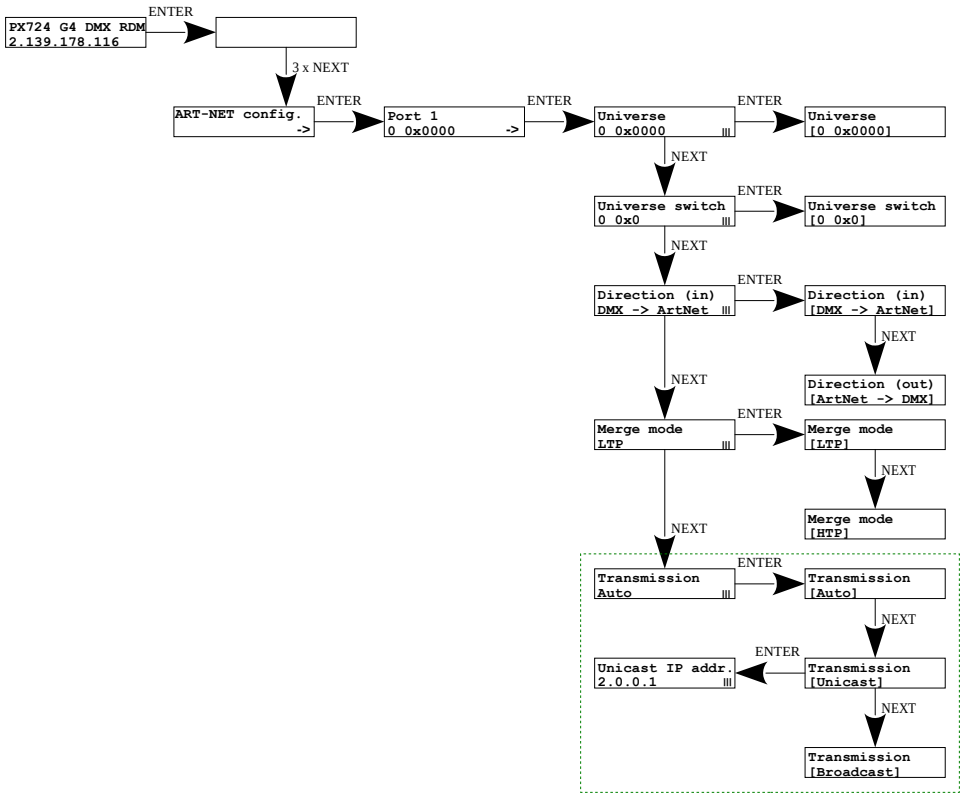 ENTER
PX724 G4 DMX RDM
2.139.178.116
3 x NEXT
ART-NET config.
->
ENTER
Port 1
0 0x0000 ->
ENTER
Universe
0 0x0000 |||
ENTER
Universe
[0 0x0000]
NEXT
Universe switch
0 0x0 |||
ENTER
Universe switch
[0 0x0]
NEXT
Direction (in)
DMX -> ArtNet |||
ENTER
Direction (in)
[DMX -> ArtNet]
NEXT
Direction (out)
[ArtNet -> DMX]
NEXT
Merge mode
LTP |||
ENTER
Merge mode
[LTP]
NEXT
Merge mode
[HTP]
NEXT
Transmission
Auto |||
ENTER
Transmission
[Auto]
NEXT
Transmission
[Unicast]
ENTER
Unicast IP addr.
2.0.0.1 |||
NEXT
Transmission
[Broadcast]